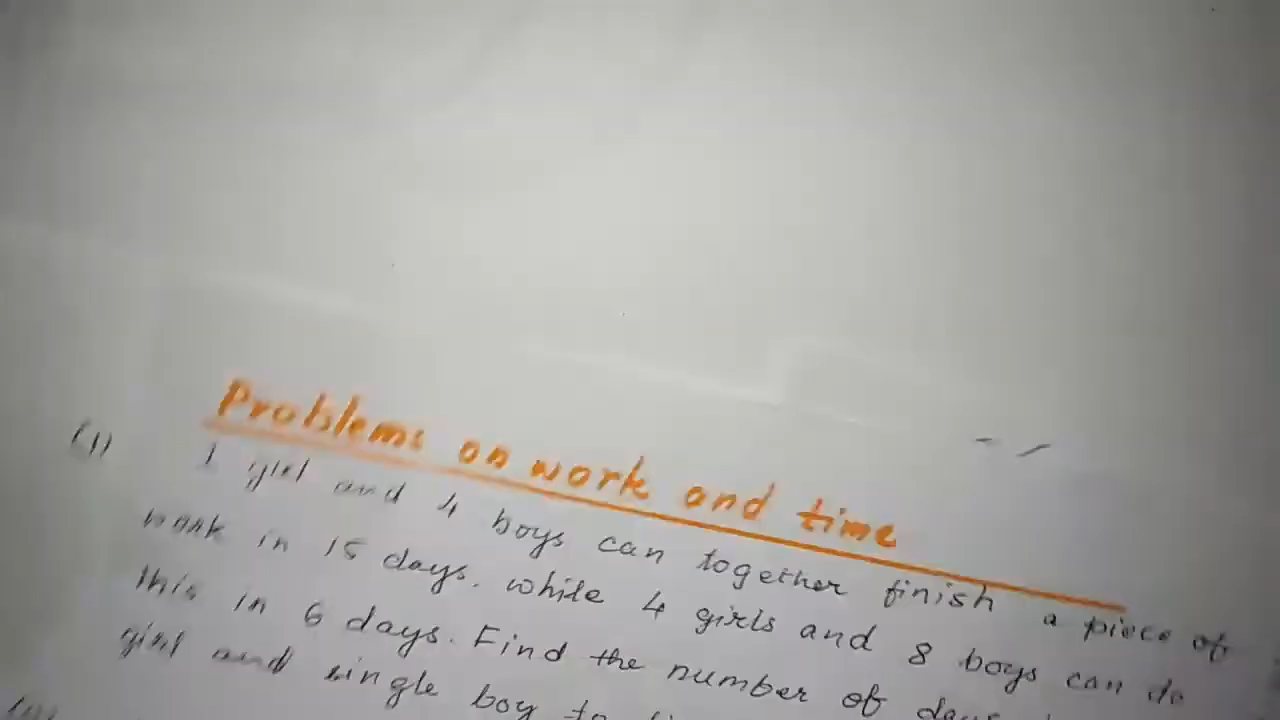 Problems on work and time
(1) 1 girl and 4 boys can together finish a piece of
work in 15 days. while 4 girls and 8 boys can do
this in 6 days. Find the number of days
girl and single boy to